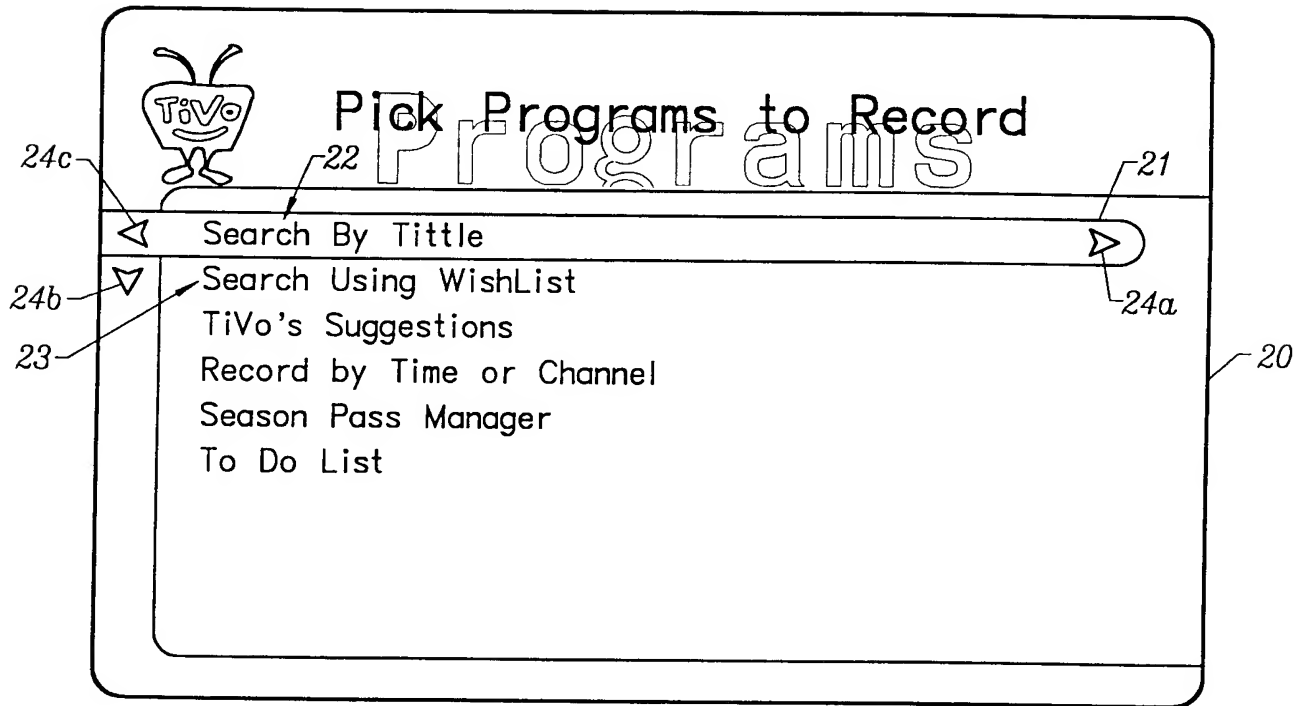 TiVo
Pick Programs to Record
Programs
24c
22
21
Search By Tittle
24b
Search Using WishList
24a
23
TiVo's Suggestions
Record by Time or Channel
20
Season Pass Manager
To Do List